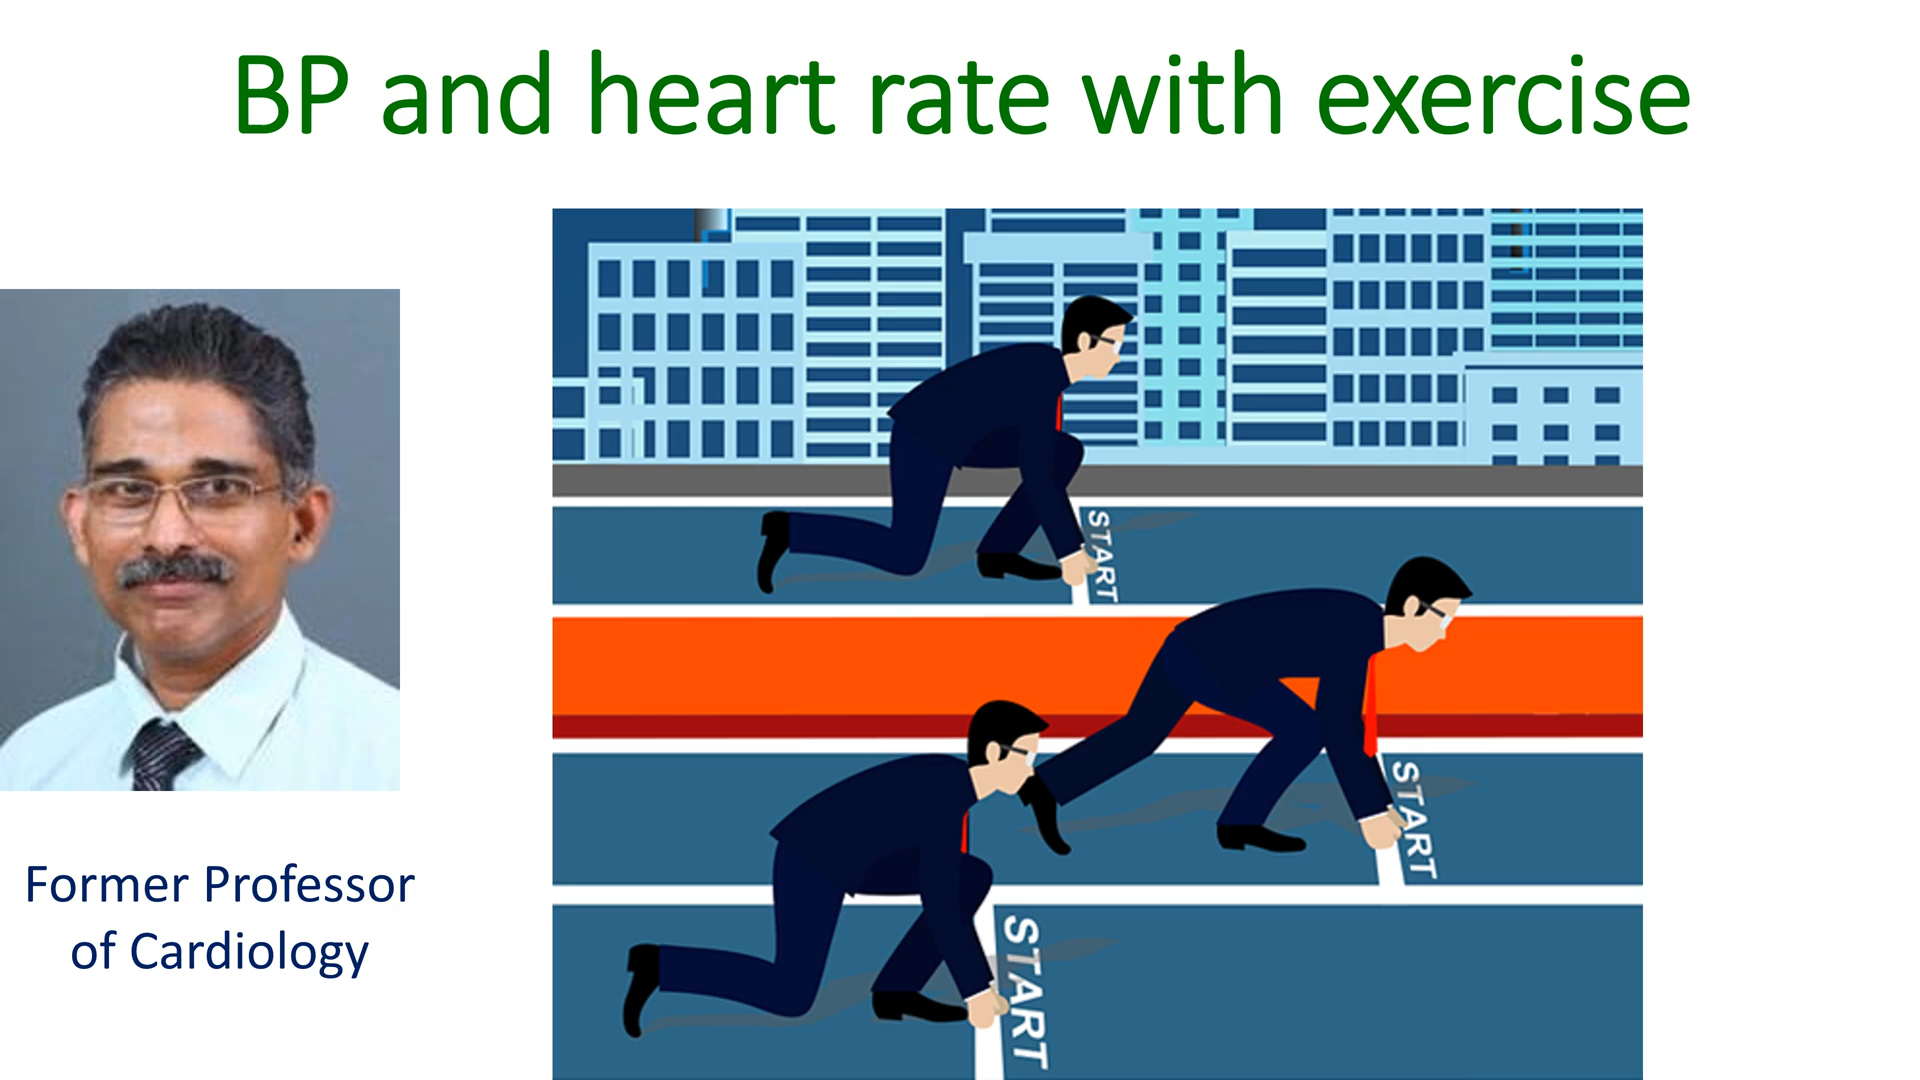 BP and heart rate with exercise
START
START
START
Former Professor
of Cardiology